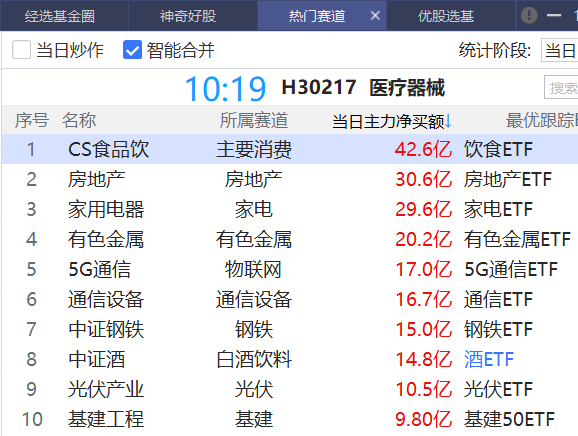 经选基金圈 神奇好股 热门赛道 优股选基
当日炒作 智能合并 统计阶段: 当日
10:19 H30217 医疗器械 搜索
序号 名称 所属赛道 当日主力净买额↓ 最优跟踪
1 CS食品饮 主要消费 42.6亿 饮食ETF
2 房地产 房地产 30.6亿 房地产ETF
3 家用电器 家电 29.6亿 家电ETF
4 有色金属 有色金属 20.2亿 有色金属ETF
5 5G通信 物联网 17.0亿 5G通信ETF
6 通信设备 通信设备 16.7亿 通信ETF
7 中证钢铁 钢铁 15.0亿 钢铁ETF
8 中证酒 白酒饮料 14.8亿 酒ETF
9 光伏产业 光伏 10.5亿 光伏ETF
10 基建工程 基建 9.80亿 基建50ETF